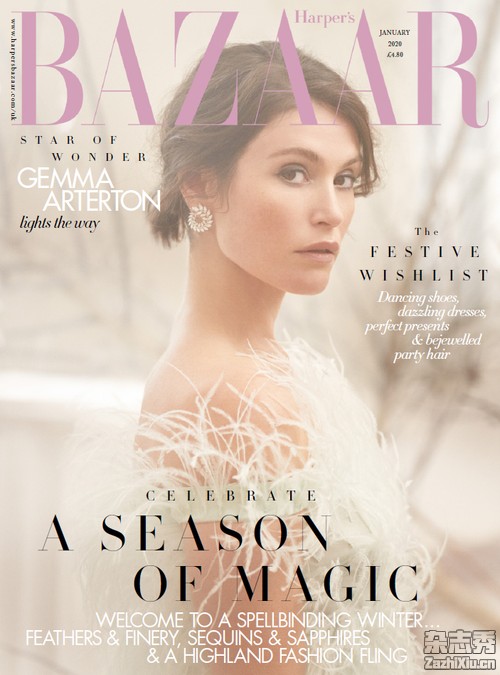 Harper's
BAZAAR
www.harpersbazaar.com/uk
JANUARY
2020
£4.80
STAR OF
WONDER
GEMMA
ARTERTON
lights the way
The
FESTIVE
WISHLIST
Dancing shoes,
dazzling dresses,
perfect presents
& bejewelled
party hair
CELEBRATE
A SEASON
OF MAGIC
WELCOME TO A SPELLBINDING WINTER...
FEATHERS & FINERY, SEQUINS & SAPPHIRES
& A HIGHLAND FASHION FLING
杂志秀
ZaZhiXiu.cn